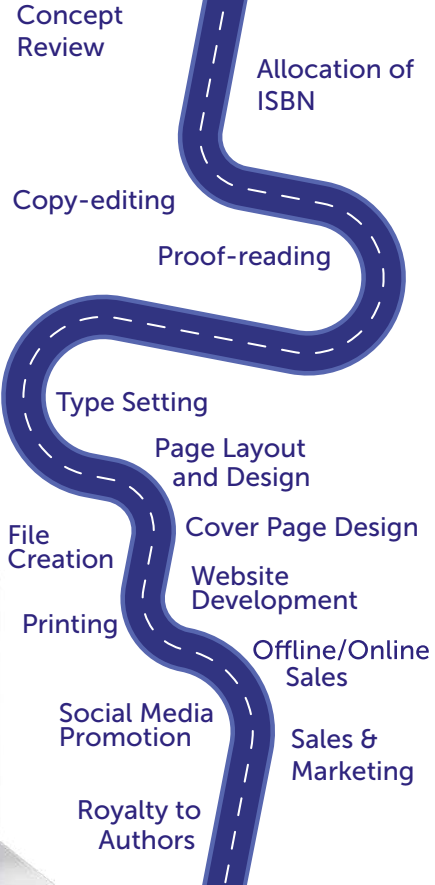 Concept
Review
Allocation of
ISBN
Copy-editing
Proof-reading
Type Setting
Page Layout
and Design
Cover Page Design
File
Creation
Website
Development
Printing
Offline/Online
Sales
Social Media
Promotion
Sales &
Marketing
Royalty to
Authors